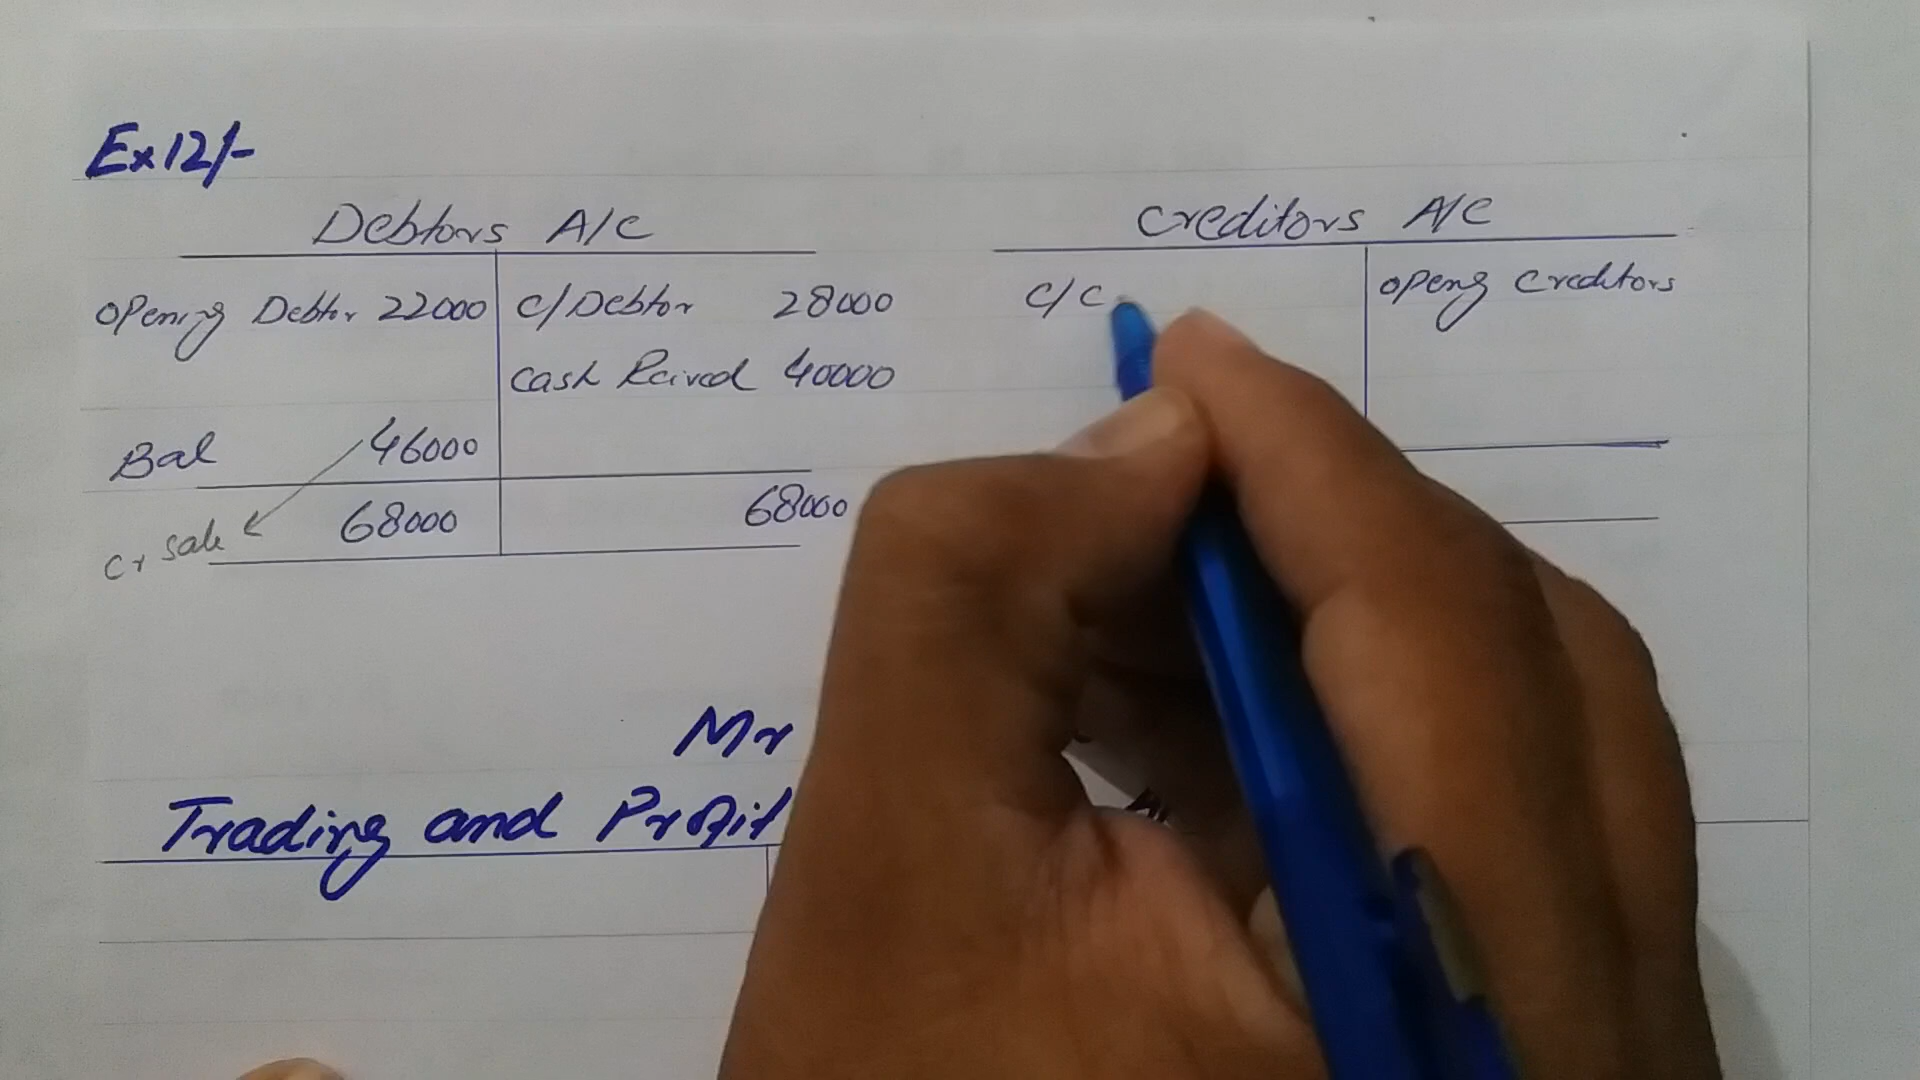 Ex12/-
Debtors A/C
Opening Debtor 22000 C/Debtor 28000
Cash Rcived 40000
Bal 46000
68000 68000
Cr sale
Creditors A/C
C/C Openg Creditors
Mr
Trading and Profit